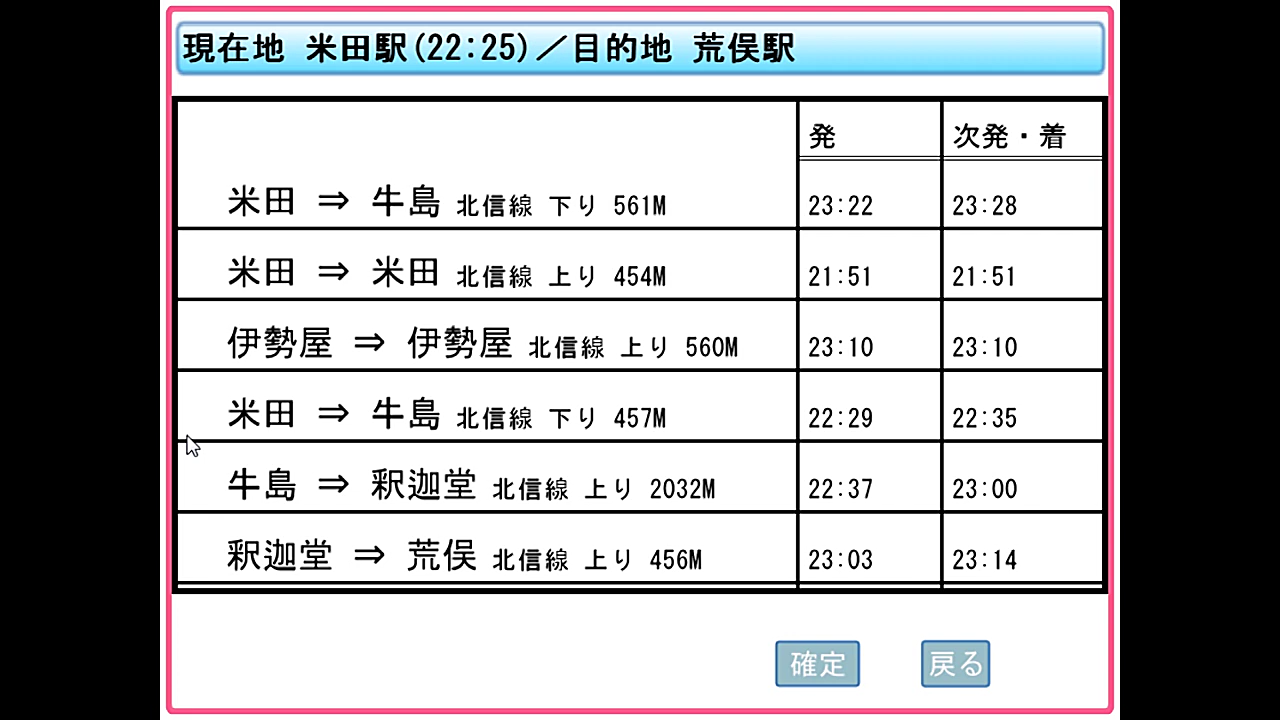 現在地 米田駅(22:25)／目的地 荒俣駅
発 次発・着
米田 ⇒ 牛島 北信線 下り 561M 23:22 23:28
米田 ⇒ 米田 北信線 上り 454M 21:51 21:51
伊勢屋 ⇒ 伊勢屋 北信線 上り 560M 23:10 23:10
米田 ⇒ 牛島 北信線 下り 457M 22:29 22:35
牛島 ⇒ 釈迦堂 北信線 上り 2032M 22:37 23:00
釈迦堂 ⇒ 荒俣 北信線 上り 456M 23:03 23:14
確定 戻る